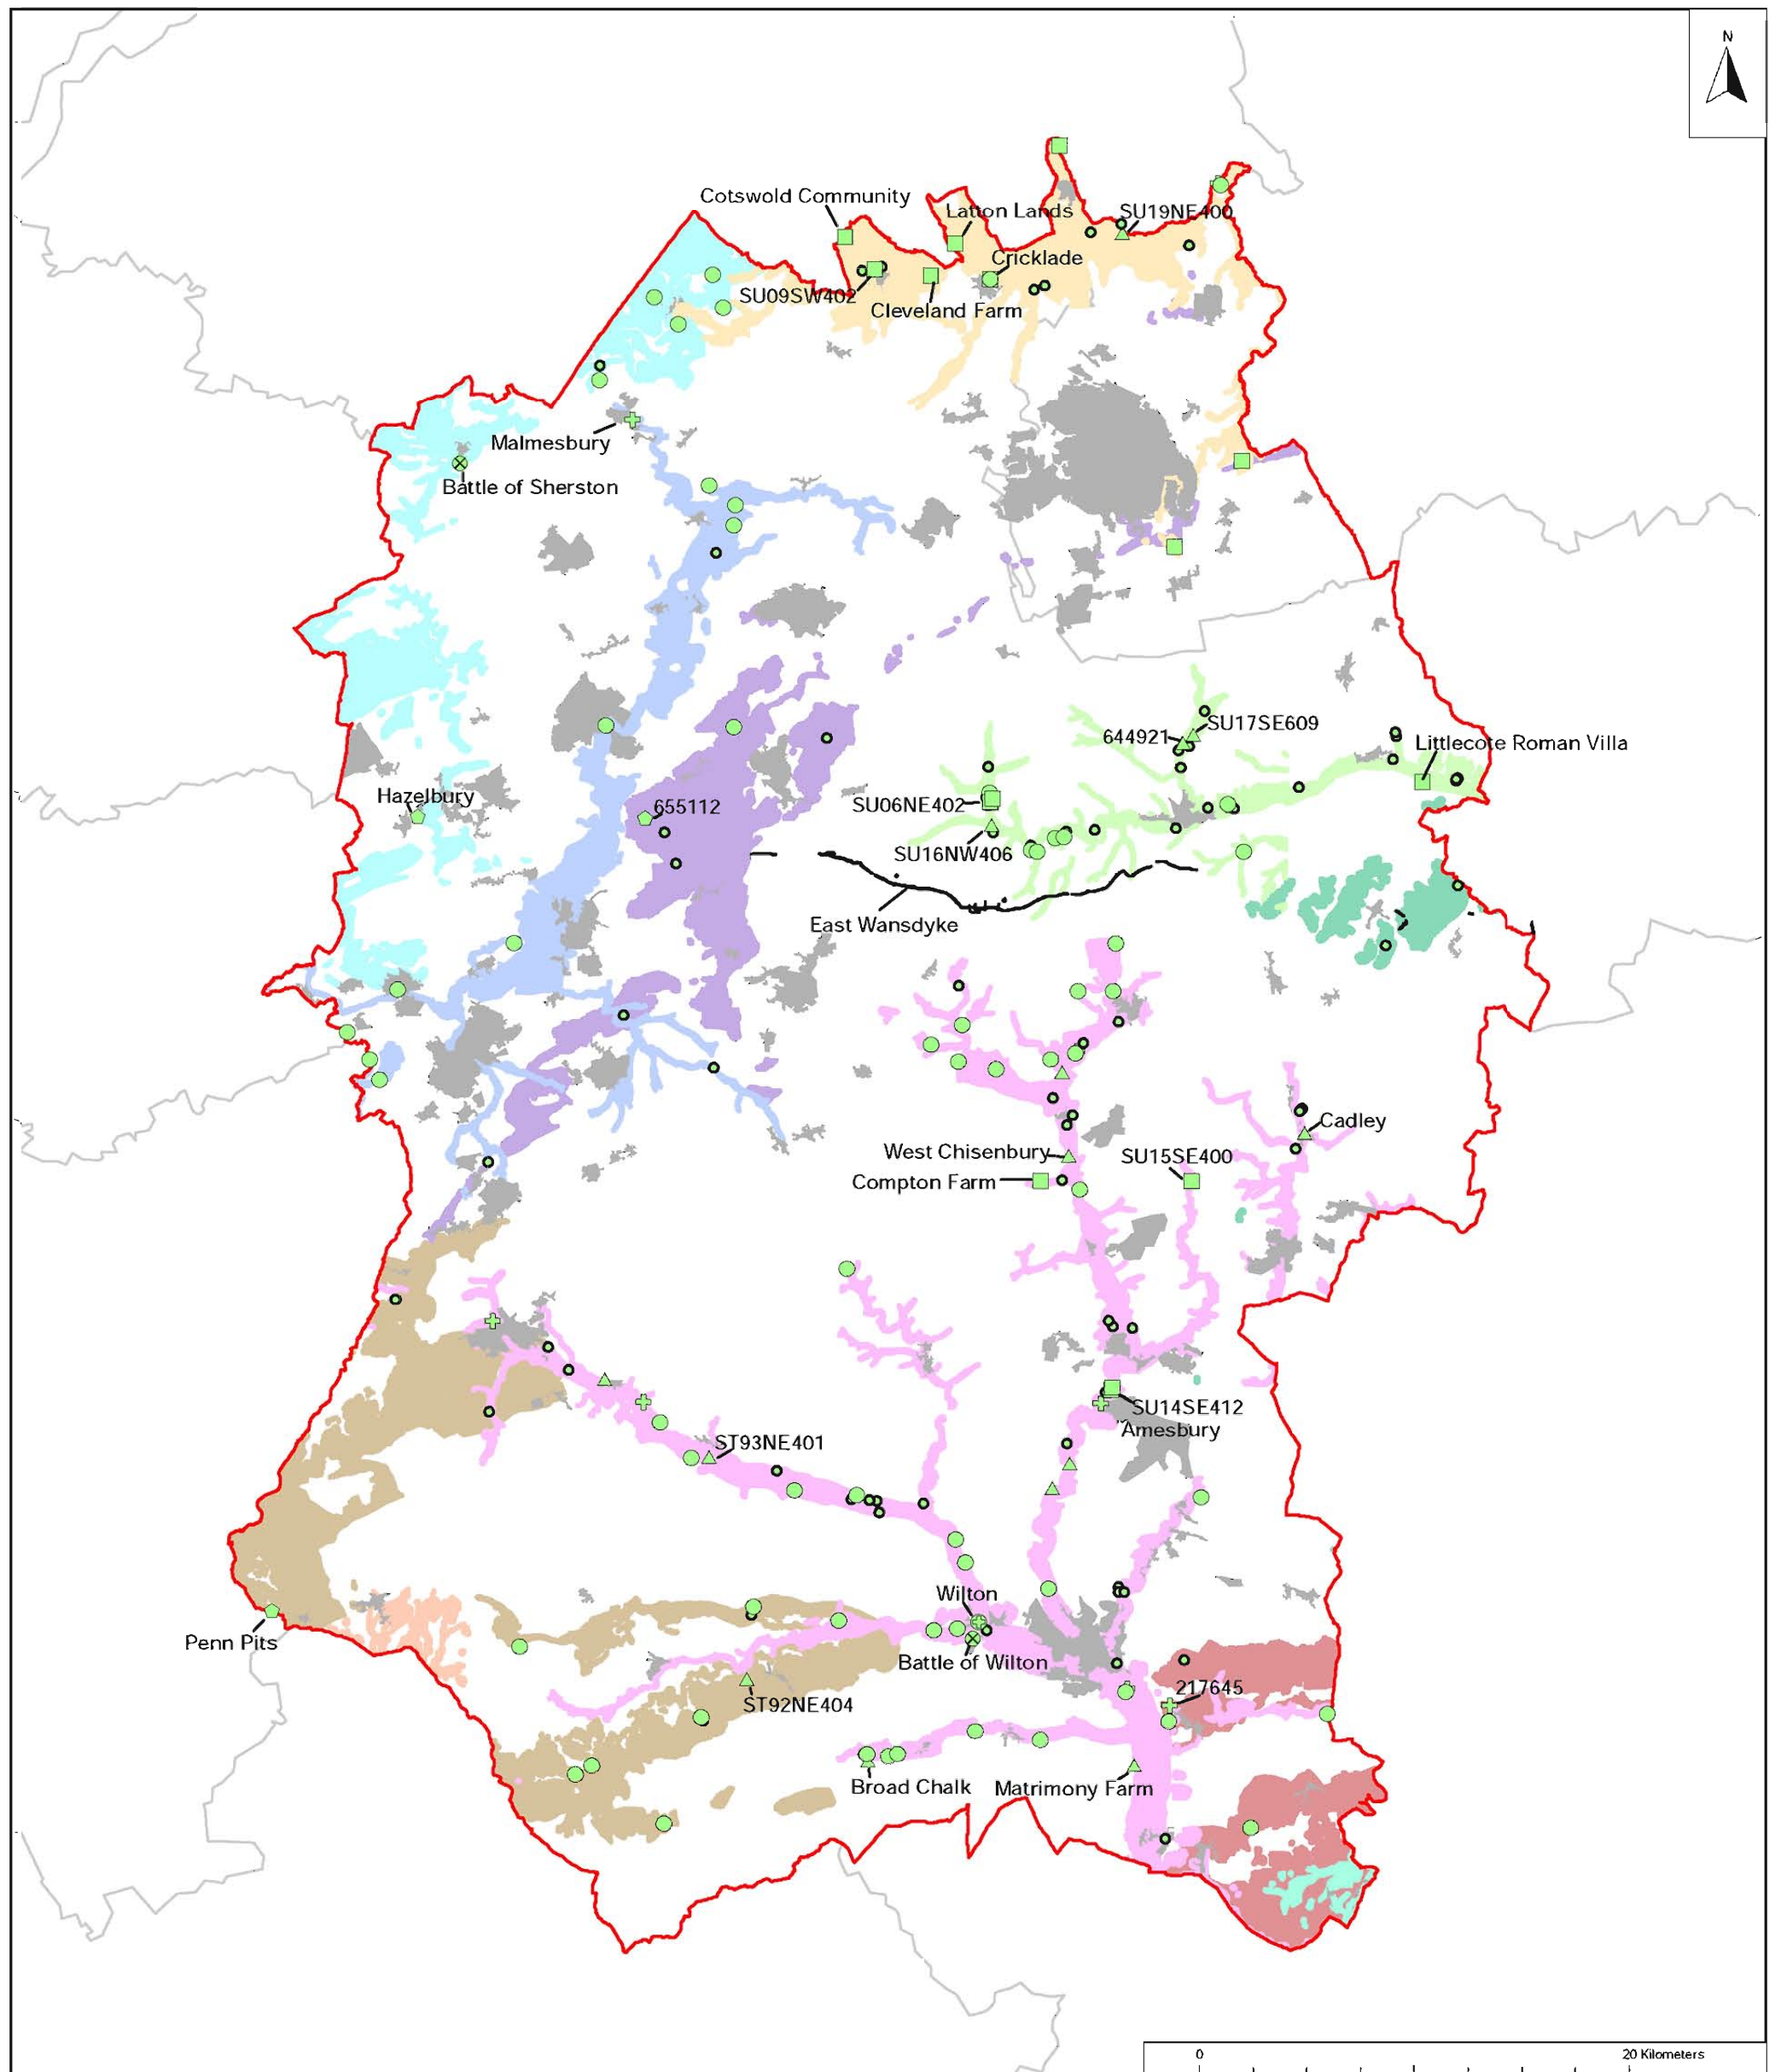 N
Cotswold Community
Latton Lands
SU19NE400
Cricklade
SU09SW402
Cleveland Farm
Malmesbury
Battle of Sherston
SU17SE609
644921
Littlecote Roman Villa
Hazelbury
655112
SU06NE402
SU16NW406
East Wansdyke
Cadley
West Chisenbury
SU15SE400
Compton Farm
SU14SE412
Amesbury
ST93NE401
Wilton
Penn Pits
Battle of Wilton
217645
ST92NE404
Broad Chalk
Matrimony Farm
0
20 Kilometers